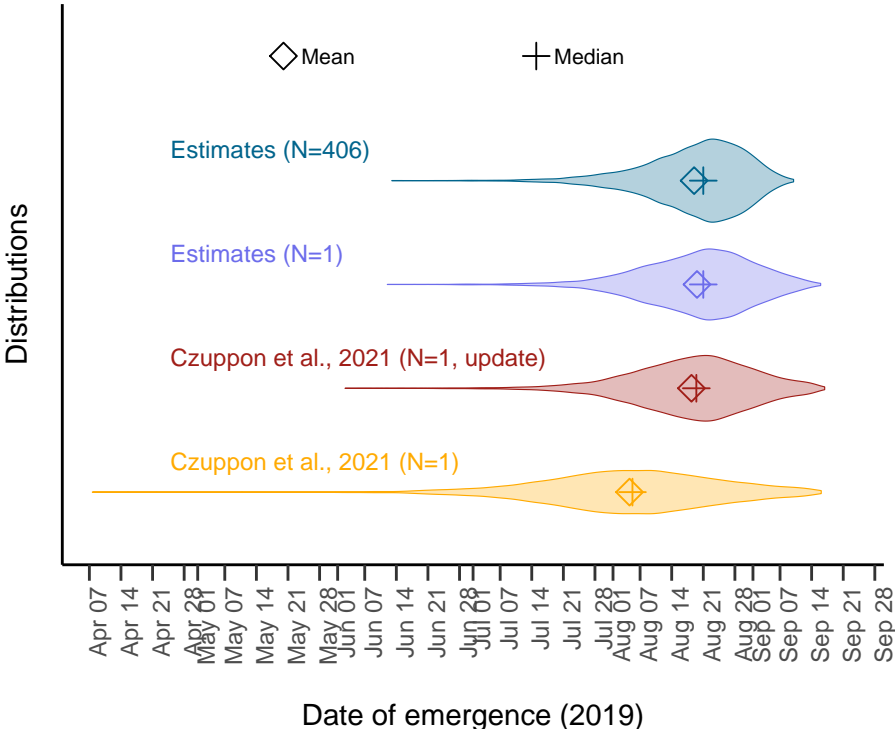 Mean
Median
Estimates (N=406)
Estimates (N=1)
Czuppon et al., 2021 (N=1, update)
Czuppon et al., 2021 (N=1)
Distributions
Apr 07
Apr 14
Apr 21
Apr 28
May 01
May 07
May 14
May 21
May 28
Jun 01
Jun 07
Jun 14
Jun 21
Jun 28
Jul 01
Jul 07
Jul 14
Jul 21
Jul 28
Aug 01
Aug 07
Aug 14
Aug 21
Aug 28
Sep 01
Sep 07
Sep 14
Sep 21
Sep 28
Date of emergence (2019)